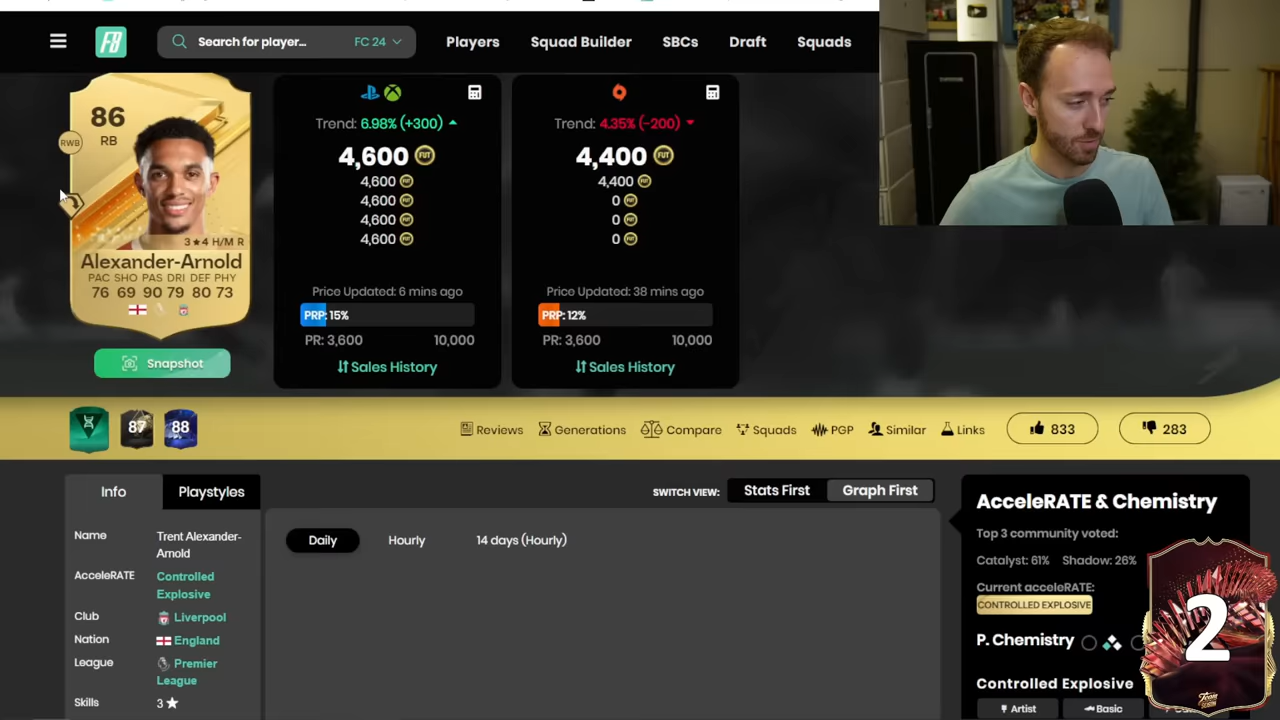 FB
Search for player...
FC 24
Players
Squad Builder
SBCs
Draft
Squads
86
RB
RWB
3★4 H/M R
Alexander-Arnold
PAC SHO PAS DRI DEF PHY
76 69 90 79 80 73
Snapshot
Trend: 6.98% (+300)
4,600
4,600
4,600
4,600
4,600
Price Updated: 6 mins ago
PRP: 15%
PR: 3,600 10,000
Sales History
Trend: 4.35% (-200)
4,400
4,400
0
0
0
Price Updated: 38 mins ago
PRP: 12%
PR: 3,600 10,000
Sales History
87
88
Reviews
Generations
Compare
Squads
PGP
Similar
Links
833
283
Info
Playstyles
SWITCH VIEW:
Stats First
Graph First
Name Trent Alexander-
Arnold
AcceleRATE Controlled
Explosive
Club Liverpool
Nation England
League Premier
League
Skills 3★
Daily
Hourly
14 days (Hourly)
AcceleRATE & Chemistry
Top 3 community voted:
Catalyst: 61% Shadow: 26%
Current acceleRATE:
CONTROLLED EXPLOSIVE
P. Chemistry
Controlled Explosive
Artist
Basic
2